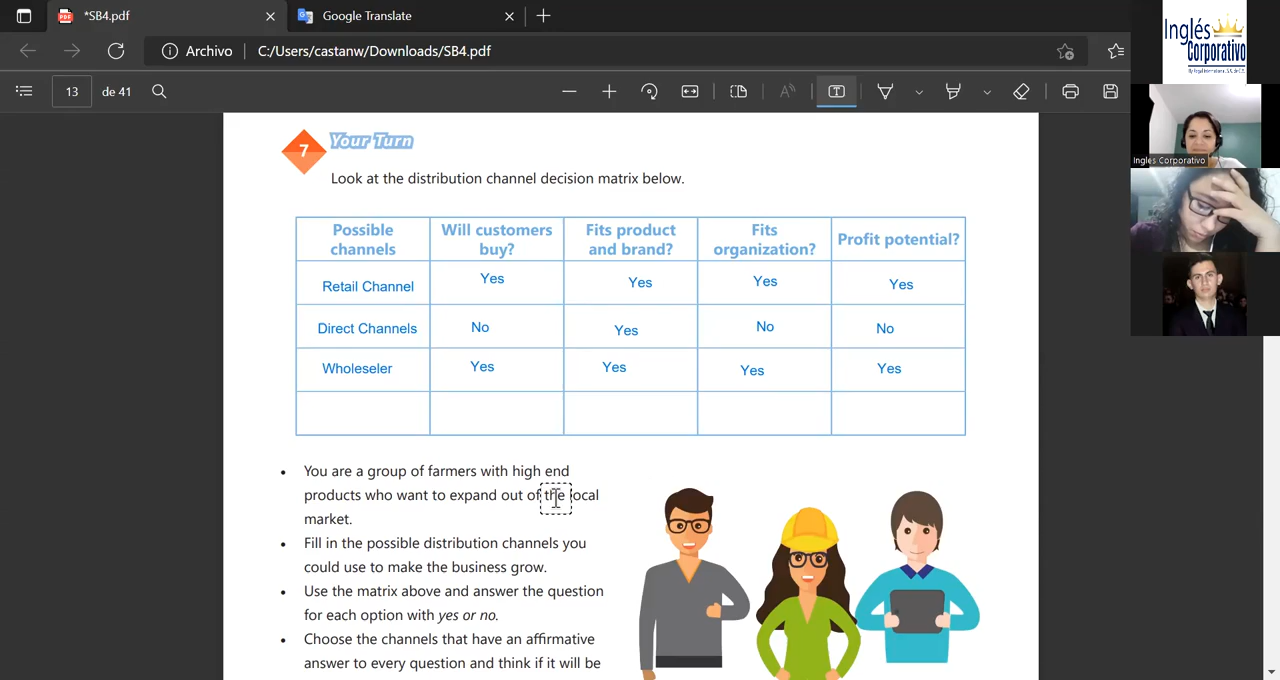 *SB4.pdf
Google Translate
Archivo
C:/Users/castanw/Downloads/SB4.pdf
13 de 41
7
Your Turn
Look at the distribution channel decision matrix below.
Possible channels Will customers buy? Fits product and brand? Fits organization? Profit potential?
Retail Channel Yes Yes Yes Yes
Direct Channels No Yes No No
Wholeseler Yes Yes Yes Yes
• You are a group of farmers with high end
products who want to expand out of the local
market.
• Fill in the possible distribution channels you
could use to make the business grow.
• Use the matrix above and answer the question
for each option with yes or no.
• Choose the channels that have an affirmative
answer to every question and think if it will be
Inglés
Corporativo
Ingles Corporativo